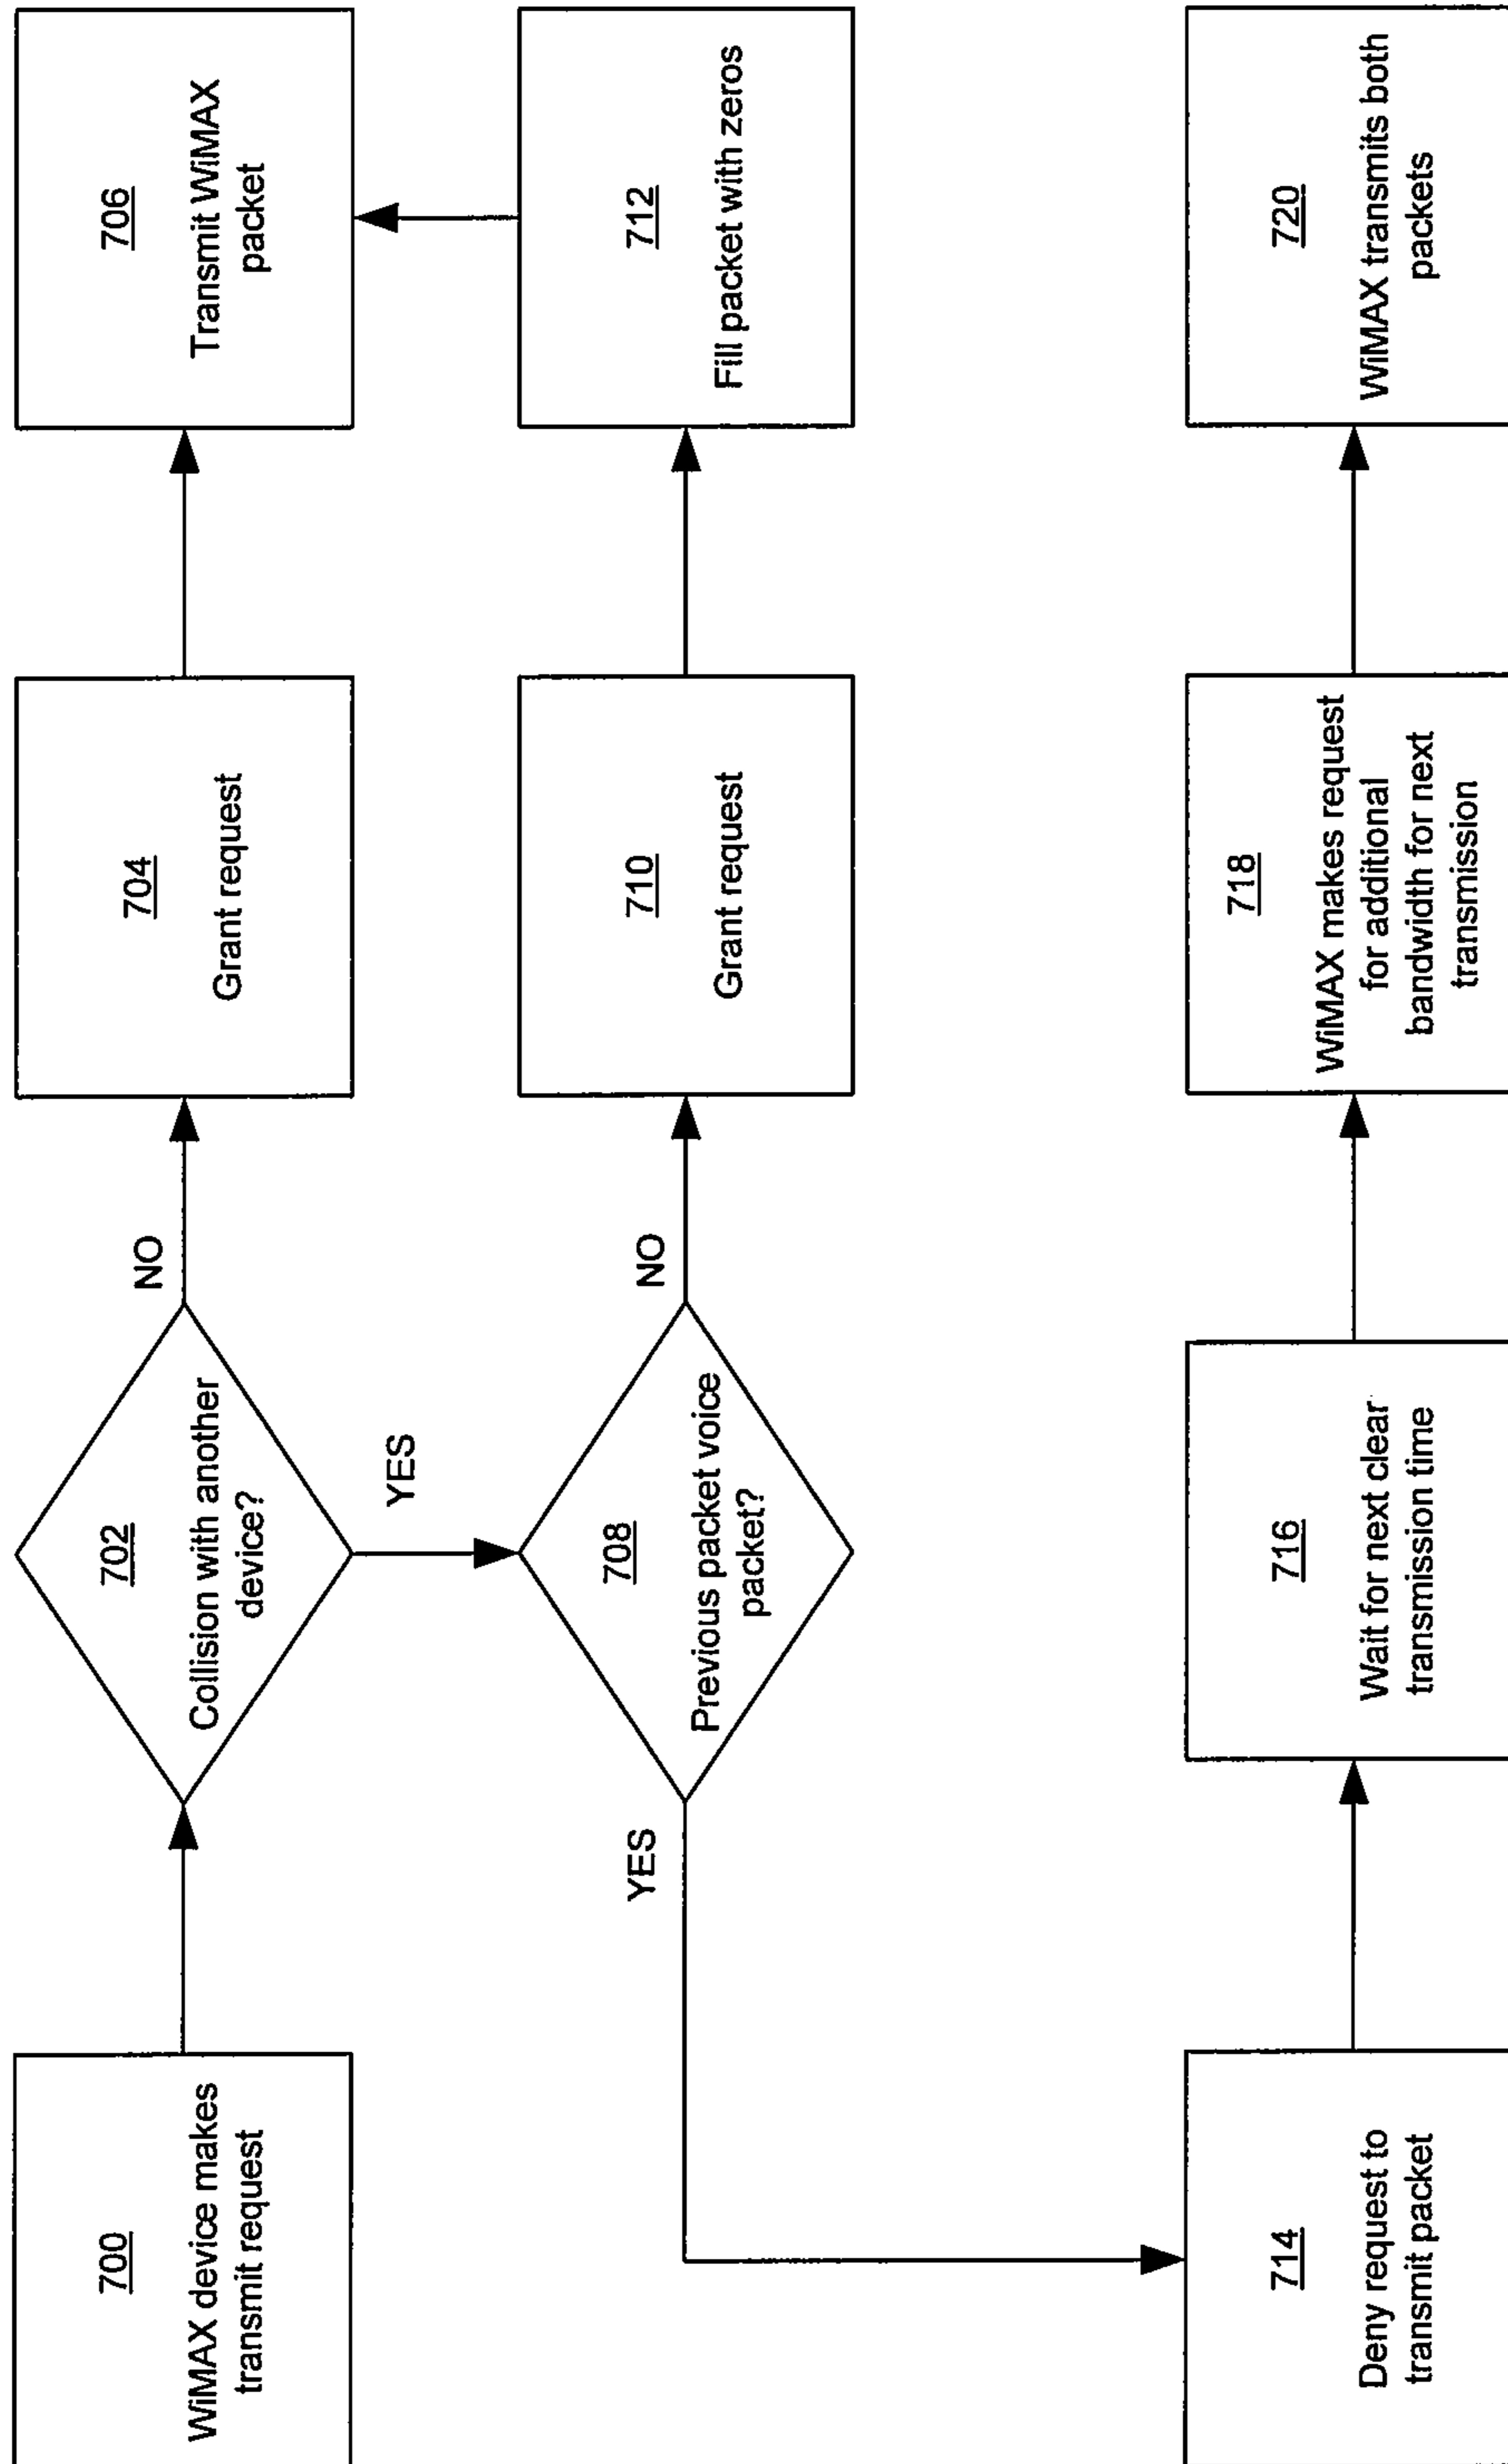 700
WiMAX device makes
transmit request
702
Collision with another
device?
NO
704
Grant request
706
Transmit WiMAX
packet
YES
708
Previous packet voice
packet?
NO
710
Grant request
712
Fill packet with zeros
YES
714
Deny request to
transmit packet
716
Wait for next clear
transmission time
718
WiMAX makes request
for additional
bandwidth for next
transmission
720
WiMAX transmits both
packets